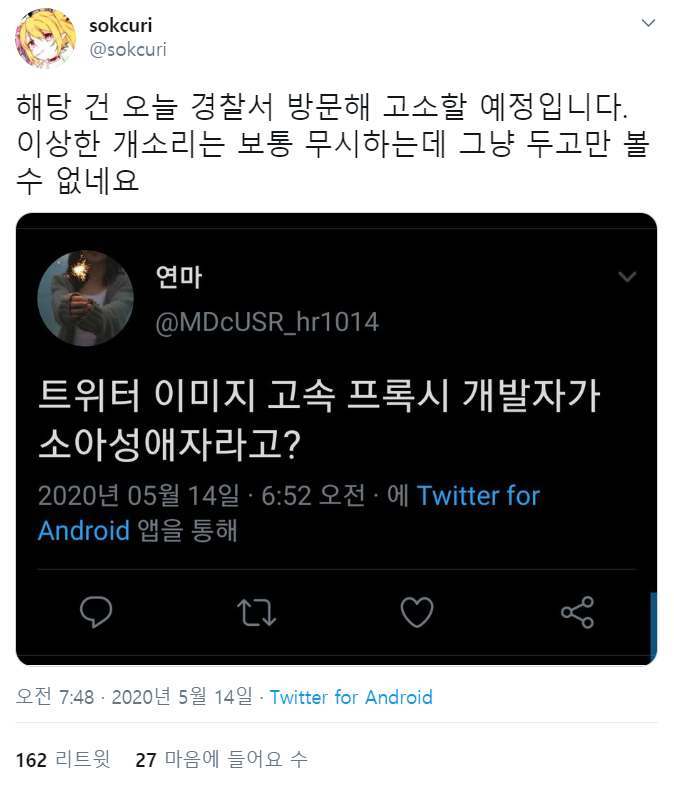 sokcuri
@sokcuri
해당 건 오늘 경찰서 방문해 고소할 예정입니다.
이상한 개소리는 보통 무시하는데 그냥 두고만 볼
수 없네요
연마
@MDcUSR_hr1014
트위터 이미지 고속 프록시 개발자가
소아성애자라고?
2020년 05월 14일 · 6:52 오전 · 에 Twitter for
Android 앱을 통해
오전 7:48 · 2020년 5월 14일 · Twitter for Android
162 리트윗 27 마음에 들어요 수